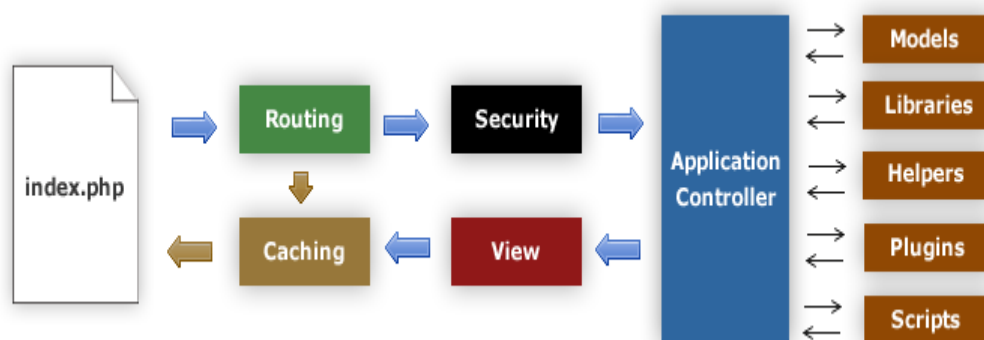 index.php
Routing
Security
Caching
View
Application
Controller
Models
Libraries
Helpers
Plugins
Scripts